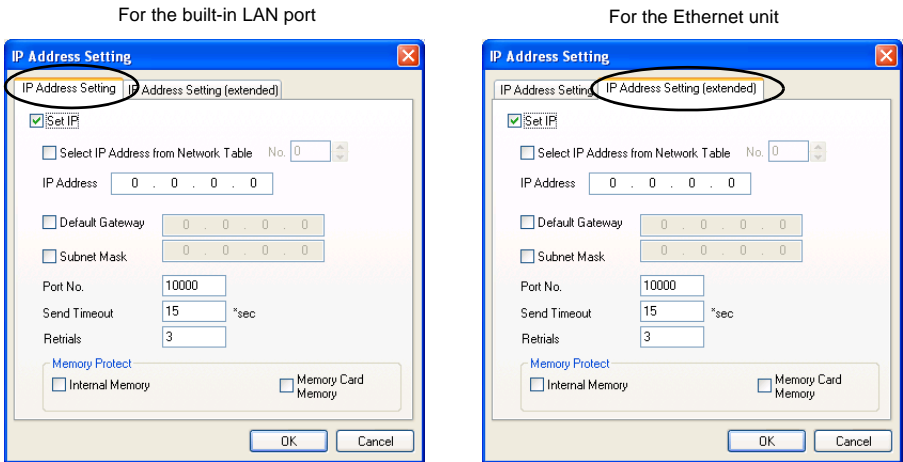 For the built-in LAN port
IP Address Setting
IP Address Setting
IP Address Setting (extended)
Set IP
Select IP Address from Network Table No. 0
IP Address 0 . 0 . 0 . 0
Default Gateway 0 . 0 . 0 . 0
Subnet Mask 0 . 0 . 0 . 0
Port No. 10000
Send Timeout 15 *sec
Retrials 3
Memory Protect
Internal Memory
Memory Card
Memory
OK
Cancel
For the Ethernet unit
IP Address Setting
IP Address Setting
IP Address Setting (extended)
Set IP
Select IP Address from Network Table No. 0
IP Address 0 . 0 . 0 . 0
Default Gateway 0 . 0 . 0 . 0
Subnet Mask 0 . 0 . 0 . 0
Port No. 10000
Send Timeout 15 *sec
Retrials 3
Memory Protect
Internal Memory
Memory Card
Memory
OK
Cancel